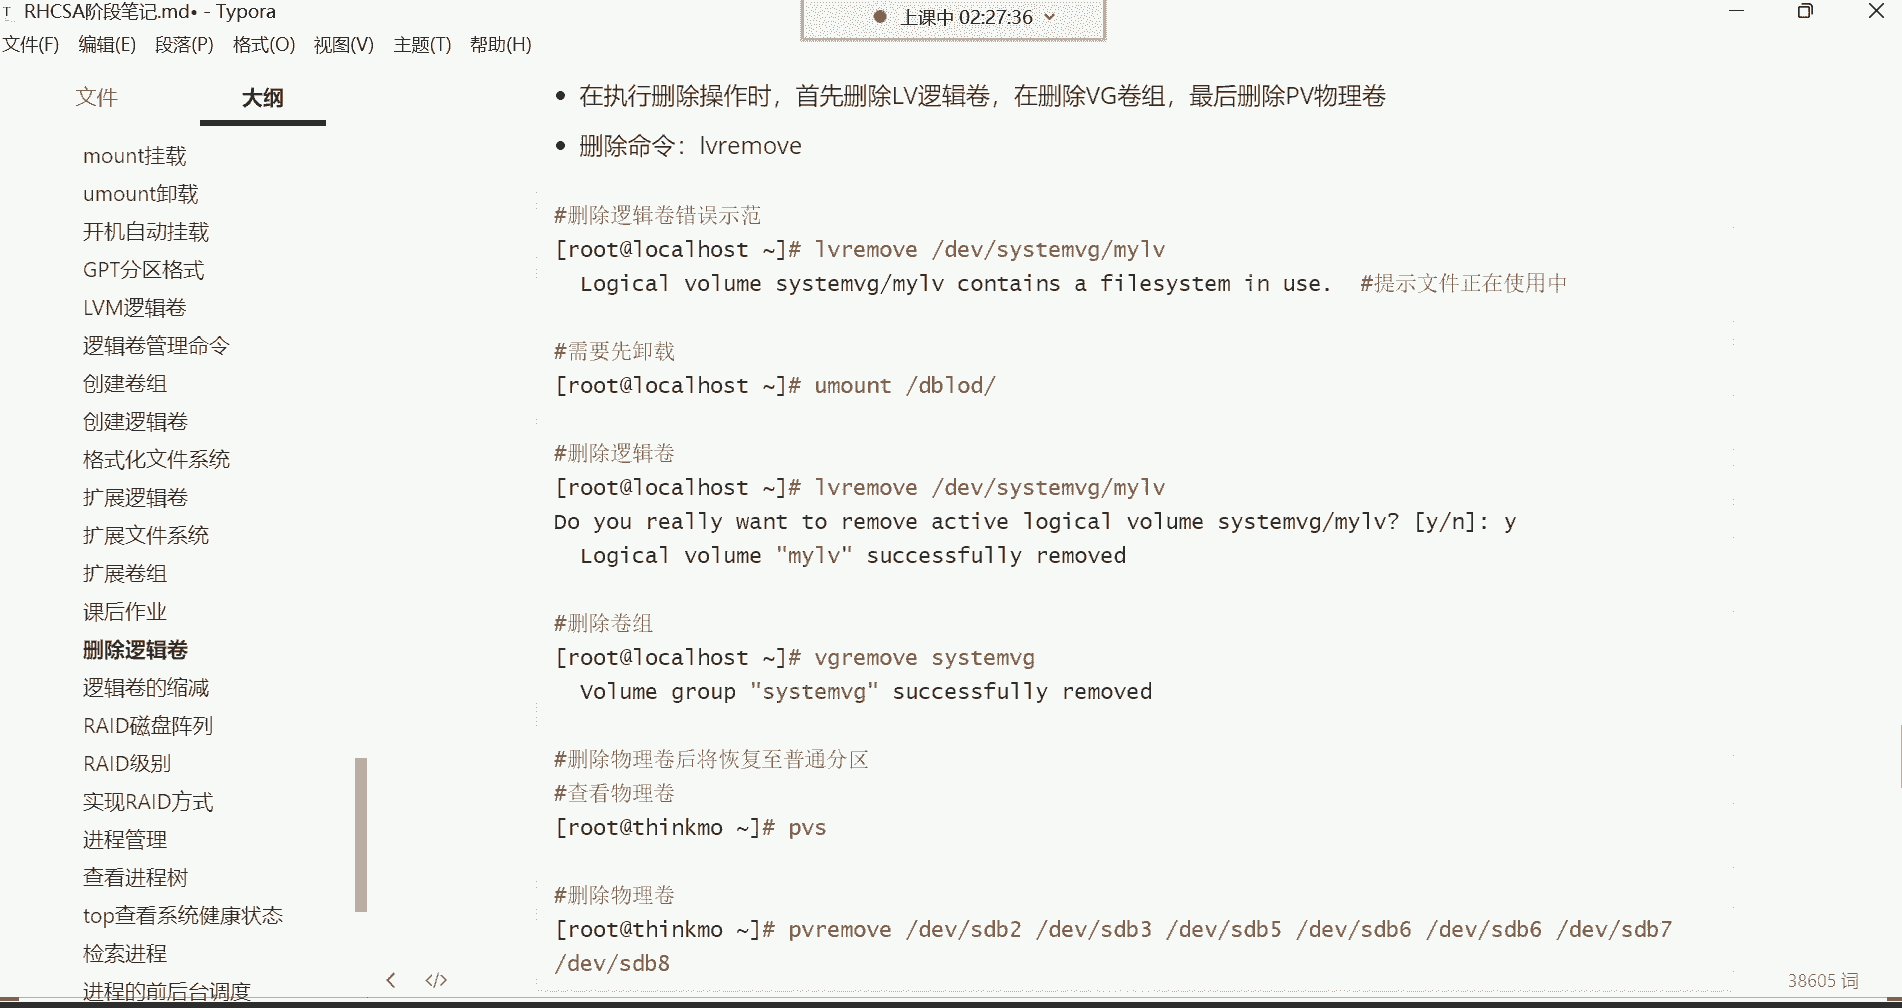 RHCSA阶段笔记.md• - Typora
上课中 02:27:36
文件(F) 编辑(E) 段落(P) 格式(O) 视图(V) 主题(T) 帮助(H)
文件 大纲
mount挂载
umount卸载
开机自动挂载
GPT分区格式
LVM逻辑卷
逻辑卷管理命令
创建卷组
创建逻辑卷
格式化文件系统
扩展逻辑卷
扩展文件系统
扩展卷组
课后作业
删除逻辑卷
逻辑卷的缩减
RAID磁盘阵列
RAID级别
实现RAID方式
进程管理
查看进程树
top查看系统健康状态
检索进程
进程的前后台调度
• 在执行删除操作时，首先删除LV逻辑卷，在删除VG卷组，最后删除PV物理卷
• 删除命令：lvremove
#删除逻辑卷错误示范
[root@localhost ~]# lvremove /dev/systemvg/mylv
Logical volume systemvg/mylv contains a filesystem in use. #提示文件正在使用中
#需要先卸载
[root@localhost ~]# umount /dblod/
#删除逻辑卷
[root@localhost ~]# lvremove /dev/systemvg/mylv
Do you really want to remove active logical volume systemvg/mylv? [y/n]: y
Logical volume "mylv" successfully removed
#删除卷组
[root@localhost ~]# vgremove systemvg
Volume group "systemvg" successfully removed
#删除物理卷后将恢复至普通分区
#查看物理卷
[root@thinkmo ~]# pvs
#删除物理卷
[root@thinkmo ~]# pvremove /dev/sdb2 /dev/sdb3 /dev/sdb5 /dev/sdb6 /dev/sdb6 /dev/sdb7
/dev/sdb8
38605 词